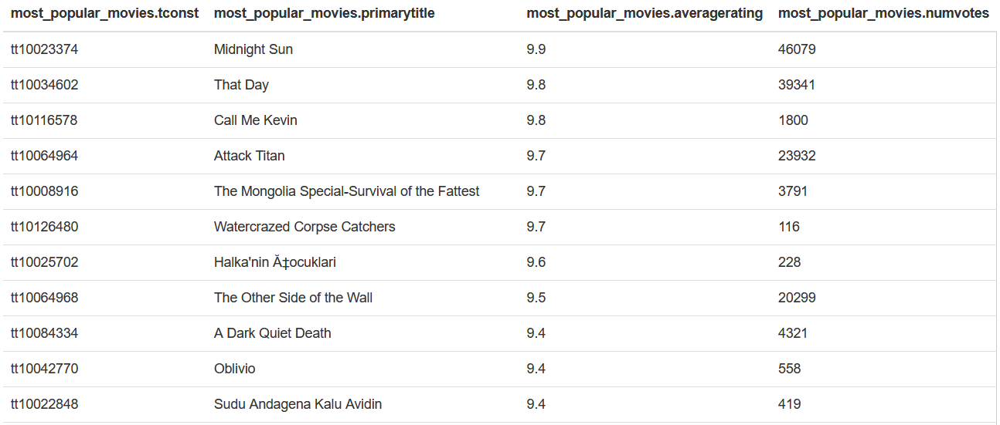 most_popular_movies.tconst most_popular_movies.primarytitle most_popular_movies.averagerating most_popular_movies.numvotes
tt10023374 Midnight Sun 9.9 46079
tt10034602 That Day 9.8 39341
tt10116578 Call Me Kevin 9.8 1800
tt10064964 Attack Titan 9.7 23932
tt10008916 The Mongolia Special-Survival of the Fattest 9.7 3791
tt10126480 Watercrazed Corpse Catchers 9.7 116
tt10025702 Halka'nin Ă‡ocuklari 9.6 228
tt10064968 The Other Side of the Wall 9.5 20299
tt10084334 A Dark Quiet Death 9.4 4321
tt10042770 Oblivio 9.4 558
tt10022848 Sudu Andagena Kalu Avidin 9.4 419